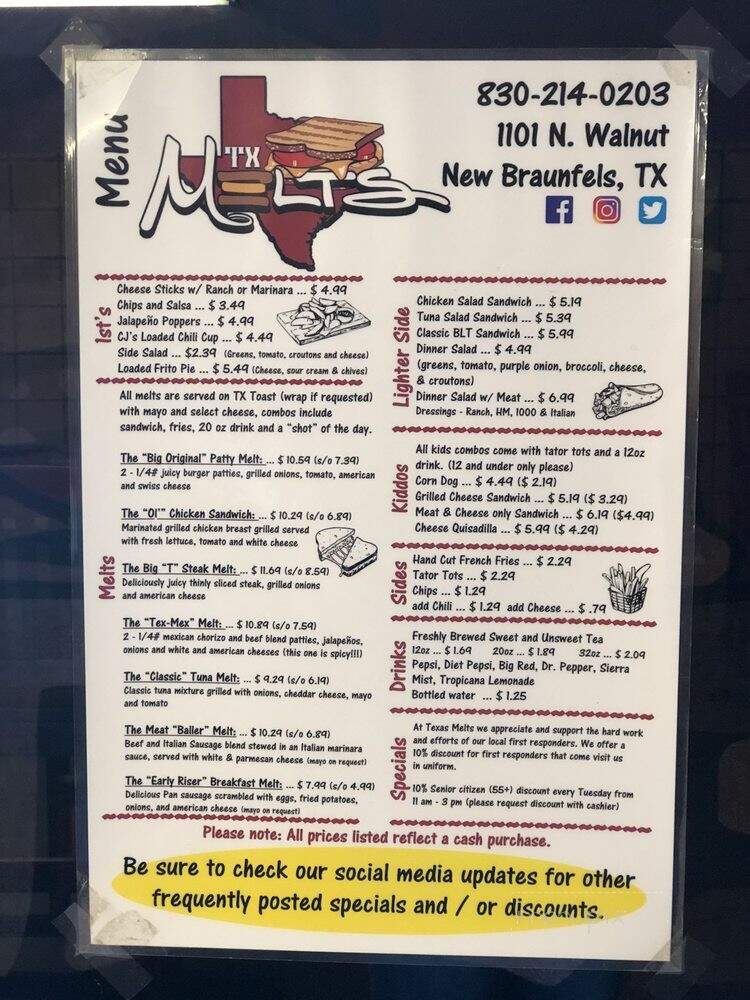 Menu
TX
MELTS
830-214-0203
1101 N. Walnut
New Braunfels, TX
1st's
Cheese Sticks w/ Ranch or Marinara ... $ 4.99
Chips and Salsa ... $ 3.49
Jalapeño Poppers ... $ 4.99
CJ's Loaded Chili Cup ... $ 4.49
Side Salad ... $2.39 (Greens, tomato, croutons and cheese)
Loaded Frito Pie ... $ 5.49 (Cheese, sour cream & chives)
Melts
All melts are served on TX Toast (wrap if requested)
with mayo and select cheese, combos include
sandwich, fries, 20 oz drink and a "shot" of the day.
The "Big Original" Patty Melt: ... $ 10.59 (s/o 7.39)
2 - 1/4# juicy burger patties, grilled onions, tomato, american
and swiss cheese
The "Ol'" Chicken Sandwich: ... $ 10.29 (s/o 6.89)
Marinated grilled chicken breast grilled served
with fresh lettuce, tomato and white cheese
The Big "T" Steak Melt: ... $ 11.69 (s/o 8.59)
Deliciously juicy thinly sliced steak, grilled onions
and american cheese
The "Tex-Mex" Melt: ... $ 10.89 (s/o 7.59)
2 - 1/4# mexican chorizo and beef blend patties, jalapeños,
onions and white and american cheeses (this one is spicy!!!)
The "Classic" Tuna Melt: ... $ 9.29 (s/o 6.19)
Classic tuna mixture grilled with onions, cheddar cheese, mayo
and tomato
The Meat "Baller" Melt: ... $ 10.29 (s/o 6.89)
Beef and Italian Sausage blend stewed in an Italian marinara
sauce, served with white & parmesan cheese (mayo on request)
The "Early Riser" Breakfast Melt: ... $ 7.99 (s/o 4.99)
Delicious Pan sausage scrambled with eggs, fried potatoes,
onions, and american cheese (mayo on request)
Lighter Side
Chicken Salad Sandwich ... $ 5.19
Tuna Salad Sandwich ... $ 5.39
Classic BLT Sandwich ... $ 5.99
Dinner Salad ... $ 4.99
(greens, tomato, purple onion, broccoli, cheese,
& croutons)
Dinner Salad w/ Meat ... $ 6.99
Dressings - Ranch, HM, 1000 & Italian
Kiddos
All kids combos come with tator tots and a 12oz
drink. (12 and under only please)
Corn Dog ... $ 4.49 ($ 2.19)
Grilled Cheese Sandwich ... $ 5.19 ($ 3.29)
Meat & Cheese only Sandwich ... $ 6.19 ($4.99)
Cheese Quisadilla ... $ 5.99 ($ 4.29)
Sides
Hand Cut French Fries ... $ 2.29
Tator Tots ... $ 2.29
Chips ... $ 1.29
add Chili ... $ 1.29 add Cheese ... $ .79
Drinks
Freshly Brewed Sweet and Unsweet Tea
12oz ... $ 1.69 20oz ... $ 1.89 32oz ... $ 2.09
Pepsi, Diet Pepsi, Big Red, Dr. Pepper, Sierra
Mist, Tropicana Lemonade
Bottled water ... $ 1.25
Specials
At Texas Melts we appreciate and support the hard work
and efforts of our local first responders. We offer a
10% discount for first responders that come visit us
in uniform.
10% Senior citizen (55+) discount every Tuesday from
11 am - 3 pm (please request discount with cashier)
Please note: All prices listed reflect a cash purchase.
Be sure to check our social media updates for other
frequently posted specials and / or discounts.